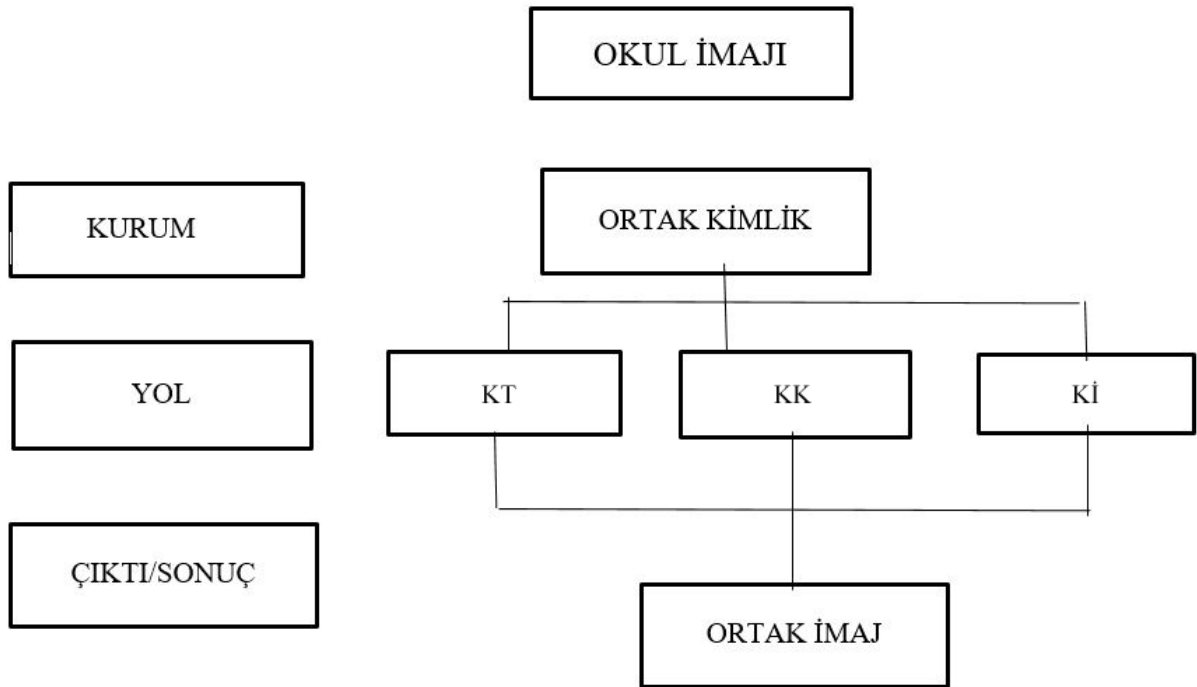 OKUL İMAJI
KURUM
ORTAK KİMLİK
YOL
KT
KK
Kİ
ÇIKTI/SONUÇ
ORTAK İMAJ